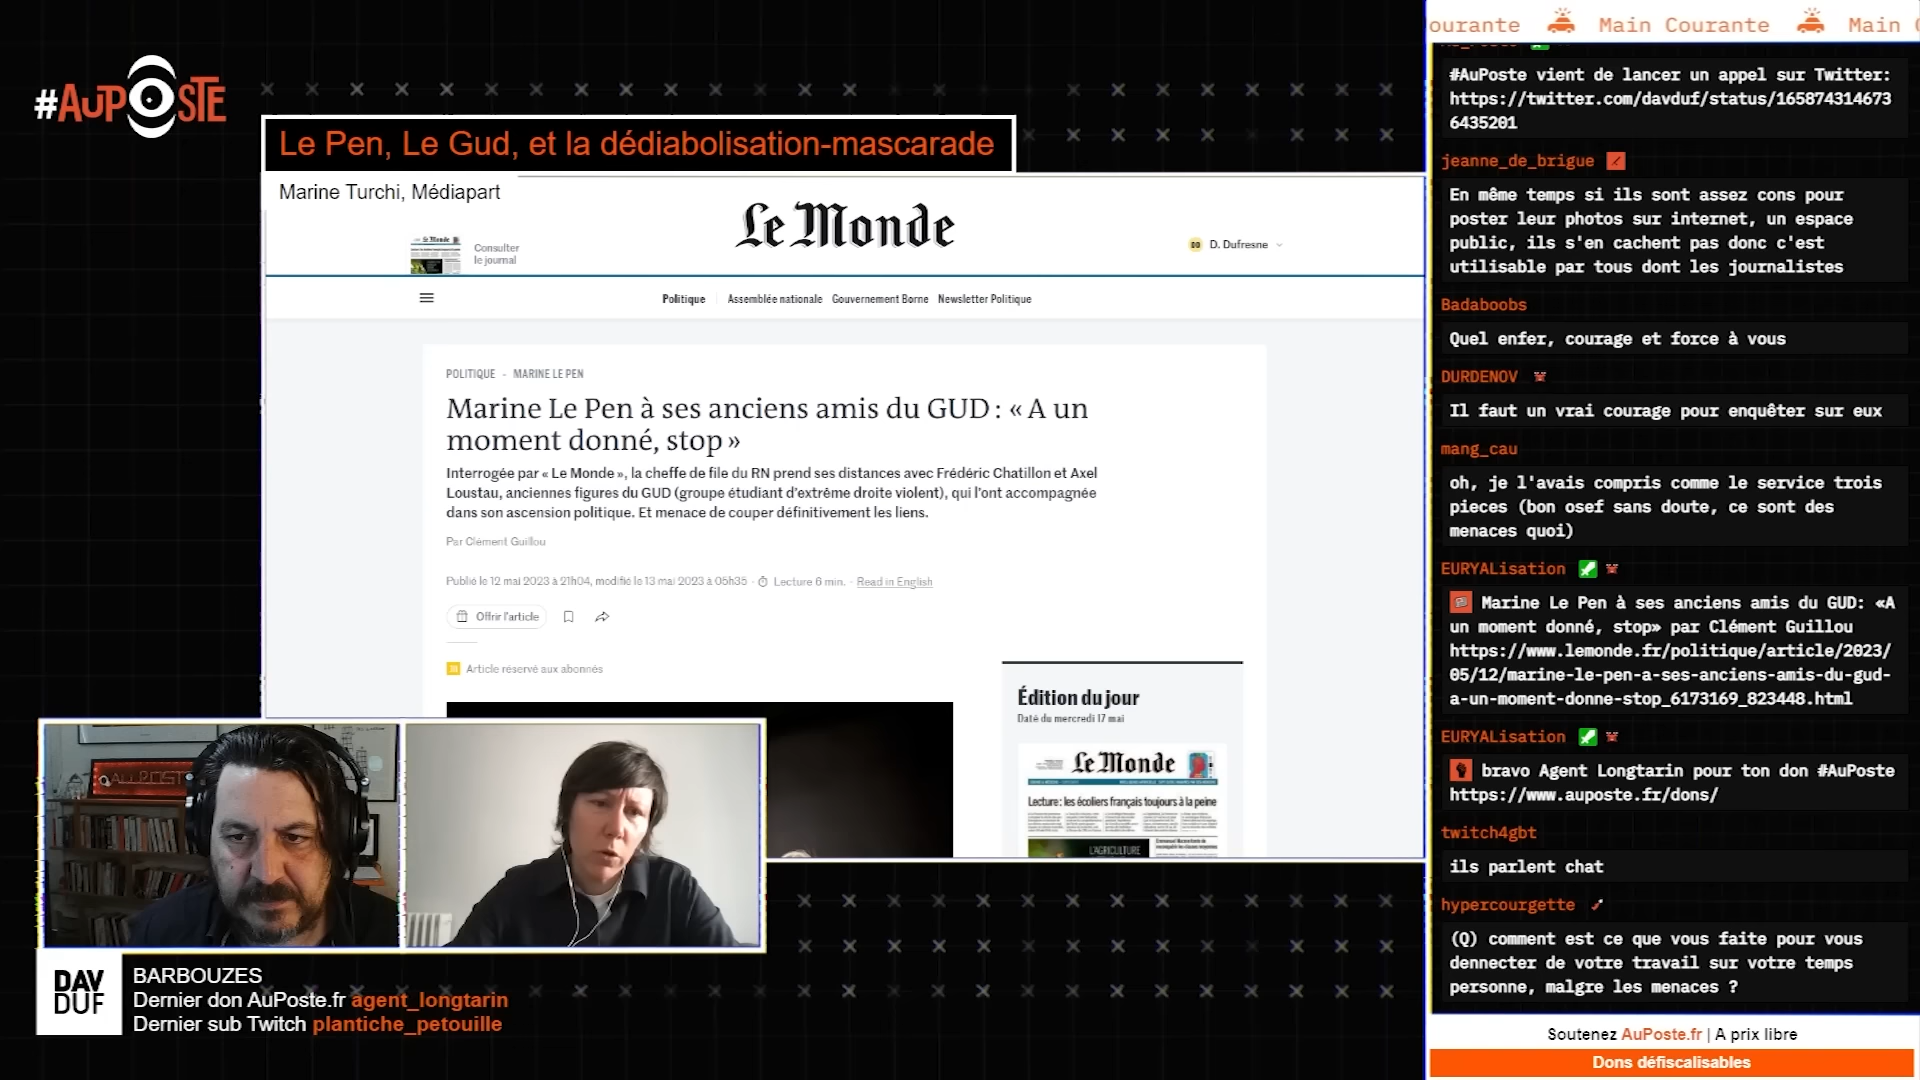 #AuPOSTE
Le Pen, Le Gud, et la dédiabolisation-mascarade
Marine Turchi, Médiapart
Le Monde
Consulter
le journal
Le Monde
DD D. Dufresne
Politique Assemblée nationale Gouvernement Borne Newsletter Politique
POLITIQUE - MARINE LE PEN
Marine Le Pen à ses anciens amis du GUD : « A un
moment donné, stop »
Interrogée par « Le Monde », la cheffe de file du RN prend ses distances avec Frédéric Chatillon et Axel
Loustau, anciennes figures du GUD (groupe étudiant d'extrême droite violent), qui l'ont accompagnée
dans son ascension politique. Et menace de couper définitivement les liens.
Par Clément Guillou
Publié le 12 mai 2023 à 21h04, modifié le 13 mai 2023 à 05h35 · Lecture 6 min. · Read in English
Offrir l'article
Article réservé aux abonnés
Édition du jour
Daté du mercredi 17 mai
Le Monde
Lecture : les écoliers français toujours à la peine
L'AGRICULTURE
AU POSTE
DAV
DUF
BARBOUZES
Dernier don AuPoste.fr agent_longtarin
Dernier sub Twitch plantiche_petouille
ourante Main Courante Main
#AuPoste vient de lancer un appel sur Twitter:
https://twitter.com/davduf/status/165874314673
6435201
jeanne_de_brigue
En même temps si ils sont assez cons pour
poster leur photos sur internet, un espace
public, ils s'en cachent pas donc c'est
utilisable par tous dont les journalistes
Badaboobs
Quel enfer, courage et force à vous
DURDENOV
Il faut un vrai courage pour enquêter sur eux
mang_cau
oh, je l'avais compris comme le service trois
pieces (bon osef sans doute, ce sont des
menaces quoi)
EURYALisation
Marine Le Pen à ses anciens amis du GUD: «A
un moment donné, stop» par Clément Guillou
https://www.lemonde.fr/politique/article/2023/
05/12/marine-le-pen-a-ses-anciens-amis-du-gud-
a-un-moment-donne-stop_6173169_823448.html
EURYALisation
bravo Agent Longtarin pour ton don #AuPoste
https://www.auposte.fr/dons/
twitch4gbt
ils parlent chat
hypercourgette
(Q) comment est ce que vous faite pour vous
dennecter de votre travail sur votre temps
personne, malgre les menaces ?
Soutenez AuPoste.fr | A prix libre
Dons défiscalisables